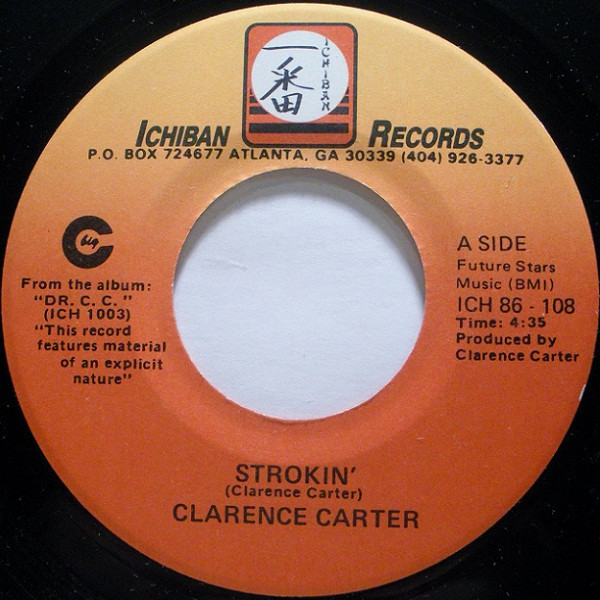 一番
ICHIBAN
ICHIBAN RECORDS
P.O. BOX 724677 ATLANTA, GA 30339 (404) 926-3377
big C
From the album:
"DR. C. C."
(ICH 1003)
"This record
features material
of an explicit
nature"
A SIDE
Future Stars
Music (BMI)
ICH 86 - 108
Time: 4:35
Produced by
Clarence Carter
STROKIN'
(Clarence Carter)
CLARENCE CARTER